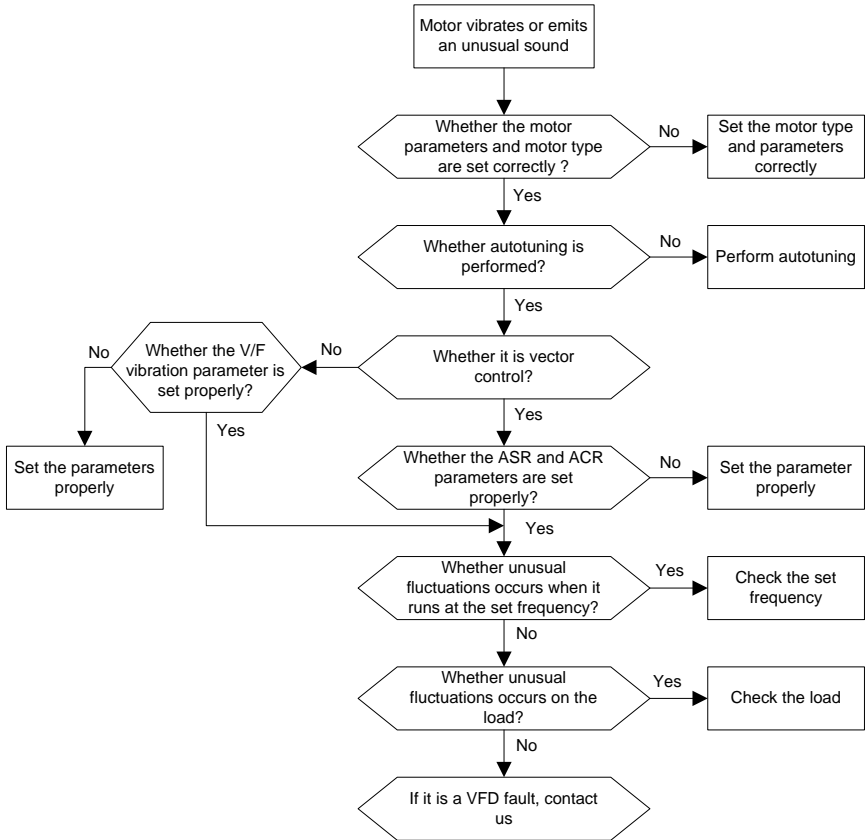 Motor vibrates or emits
an unusual sound
Whether the motor
parameters and motor type
are set correctly ?
No
Set the motor type
and parameters
correctly
Yes
Whether autotuning is
performed?
No
Perform autotuning
Yes
No
Whether the V/F
vibration parameter is
set properly?
No
Whether it is vector
control?
Yes
Yes
Set the parameters
properly
Whether the ASR and ACR
parameters are set
properly?
No
Set the parameter
properly
Yes
Whether unusual
fluctuations occurs when it
runs at the set frequency?
Yes
Check the set
frequency
No
Whether unusual
fluctuations occurs on the
load?
Yes
Check the load
No
If it is a VFD fault, contact
us